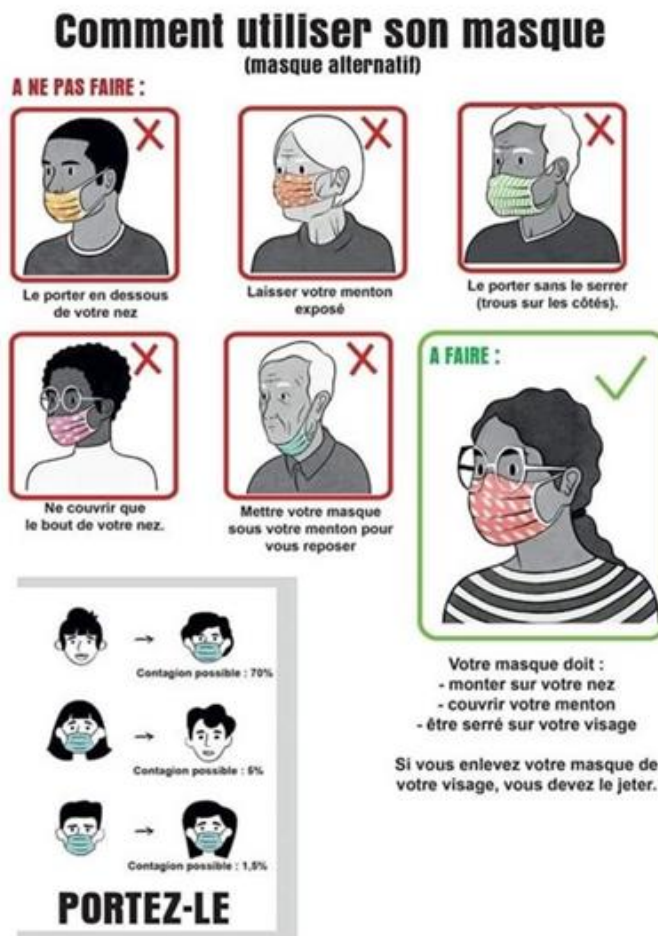 Comment utiliser son masque
(masque alternatif)
A NE PAS FAIRE :
Le porter en dessous
de votre nez
Laisser votre menton
exposé
Le porter sans le serrer
(trous sur les côtés).
Ne couvrir que
le bout de votre nez.
Mettre votre masque
sous votre menton pour
vous reposer
A FAIRE :
Votre masque doit :
- monter sur votre nez
- couvrir votre menton
- être serré sur votre visage
Si vous enlevez votre masque de
votre visage, vous devez le jeter.
Contagion possible : 70%
Contagion possible : 5%
Contagion possible : 1,5%
PORTEZ-LE